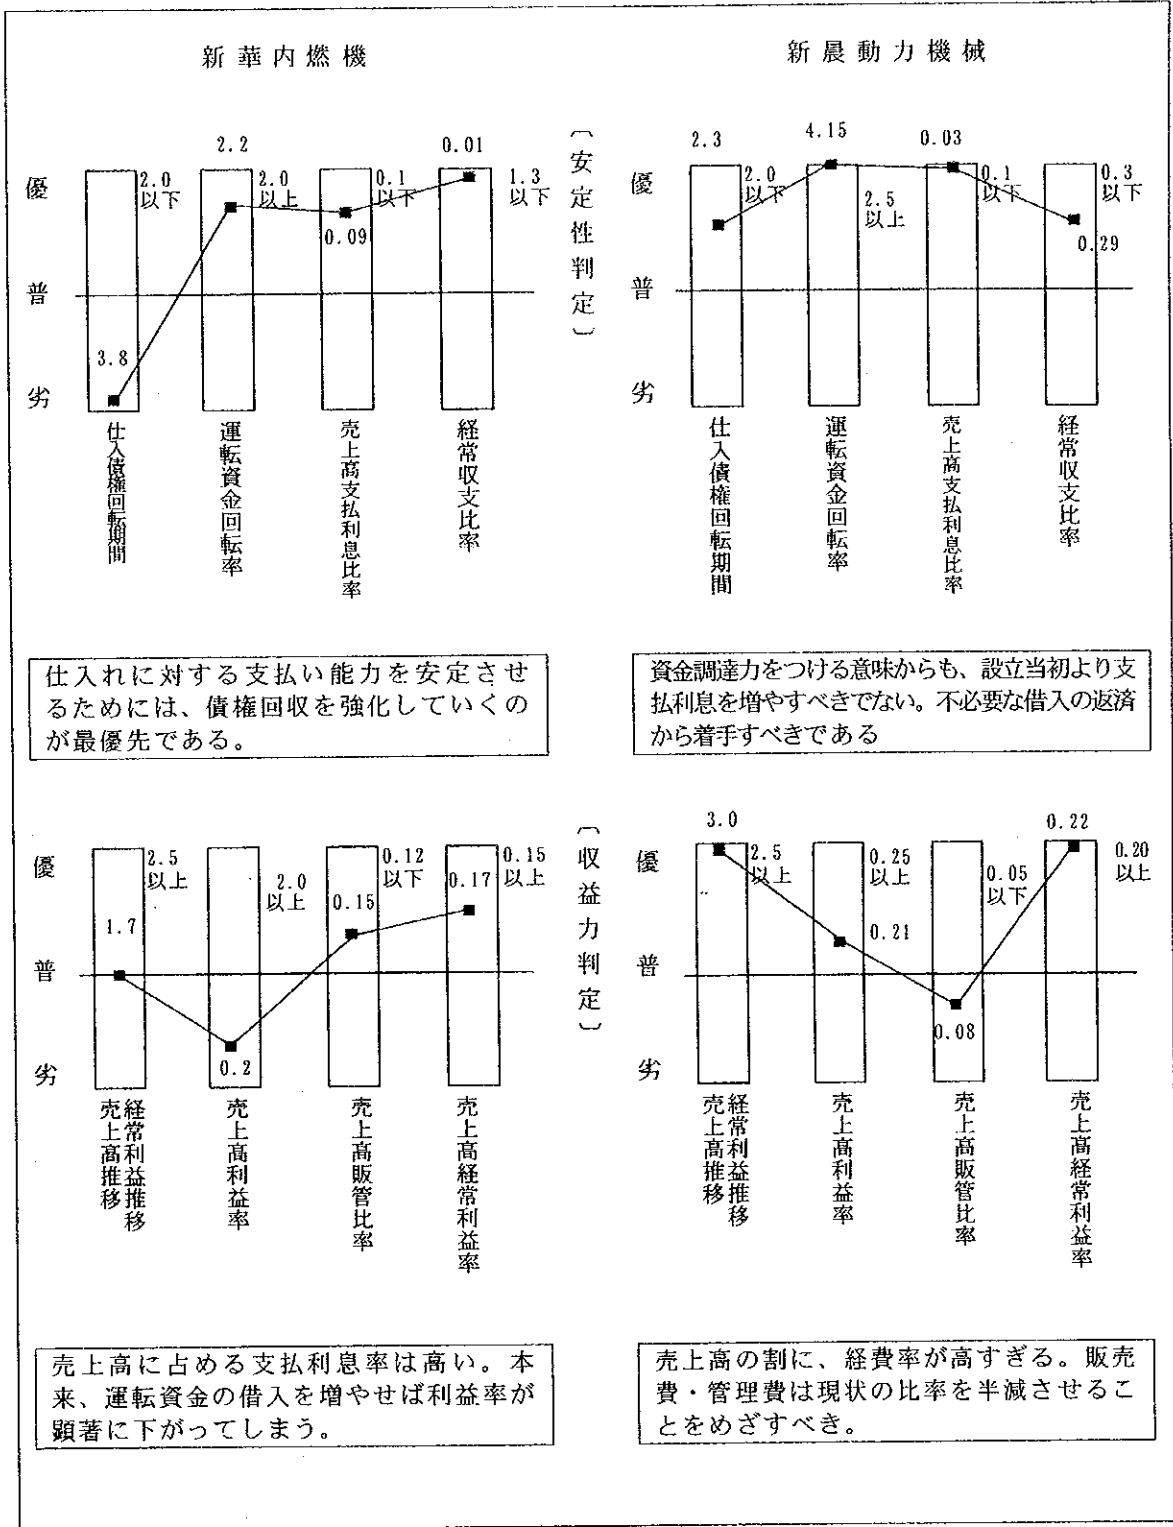 新華内燃機
新晨動力機械
〔安定性判定〕
優
普
劣
2.0
以下
2.2
2.0
以上
0.1
以下
0.09
0.01
1.3
以下
3.8
仕入債権回転期間
運転資金回転率
売上高支払利息比率
経常収支比率
優
普
劣
2.3
2.0
以下
4.15
2.5
以上
0.03
0.1
以下
0.3
以下
0.29
仕入債権回転期間
運転資金回転率
売上高支払利息比率
経常収支比率
仕入れに対する支払い能力を安定させ
るためには、債権回収を強化していくの
が最優先である。
資金調達力をつける意味からも、設立当初より支
払利息を増やすべきでない。不必要な借入の返済
から着手すべきである
〔収益力判定〕
優
普
劣
2.5
以上
1.7
2.0
以上
0.2
0.12
以下
0.15
0.15
以上
0.17
経常利益推移
売上高推移
売上高利益率
売上高販管比率
売上高経常利益率
優
普
劣
3.0
2.5
以上
0.25
以上
0.21
0.05
以下
0.08
0.22
0.20
以上
経常利益推移
売上高推移
売上高利益率
売上高販管比率
売上高経常利益率
売上高に占める支払利息率は高い。本
来、運転資金の借入を増やせば利益率が
顕著に下がってしまう。
売上高の割に、経費率が高すぎる。販売
費・管理費は現状の比率を半減させるこ
とをめざすべき。